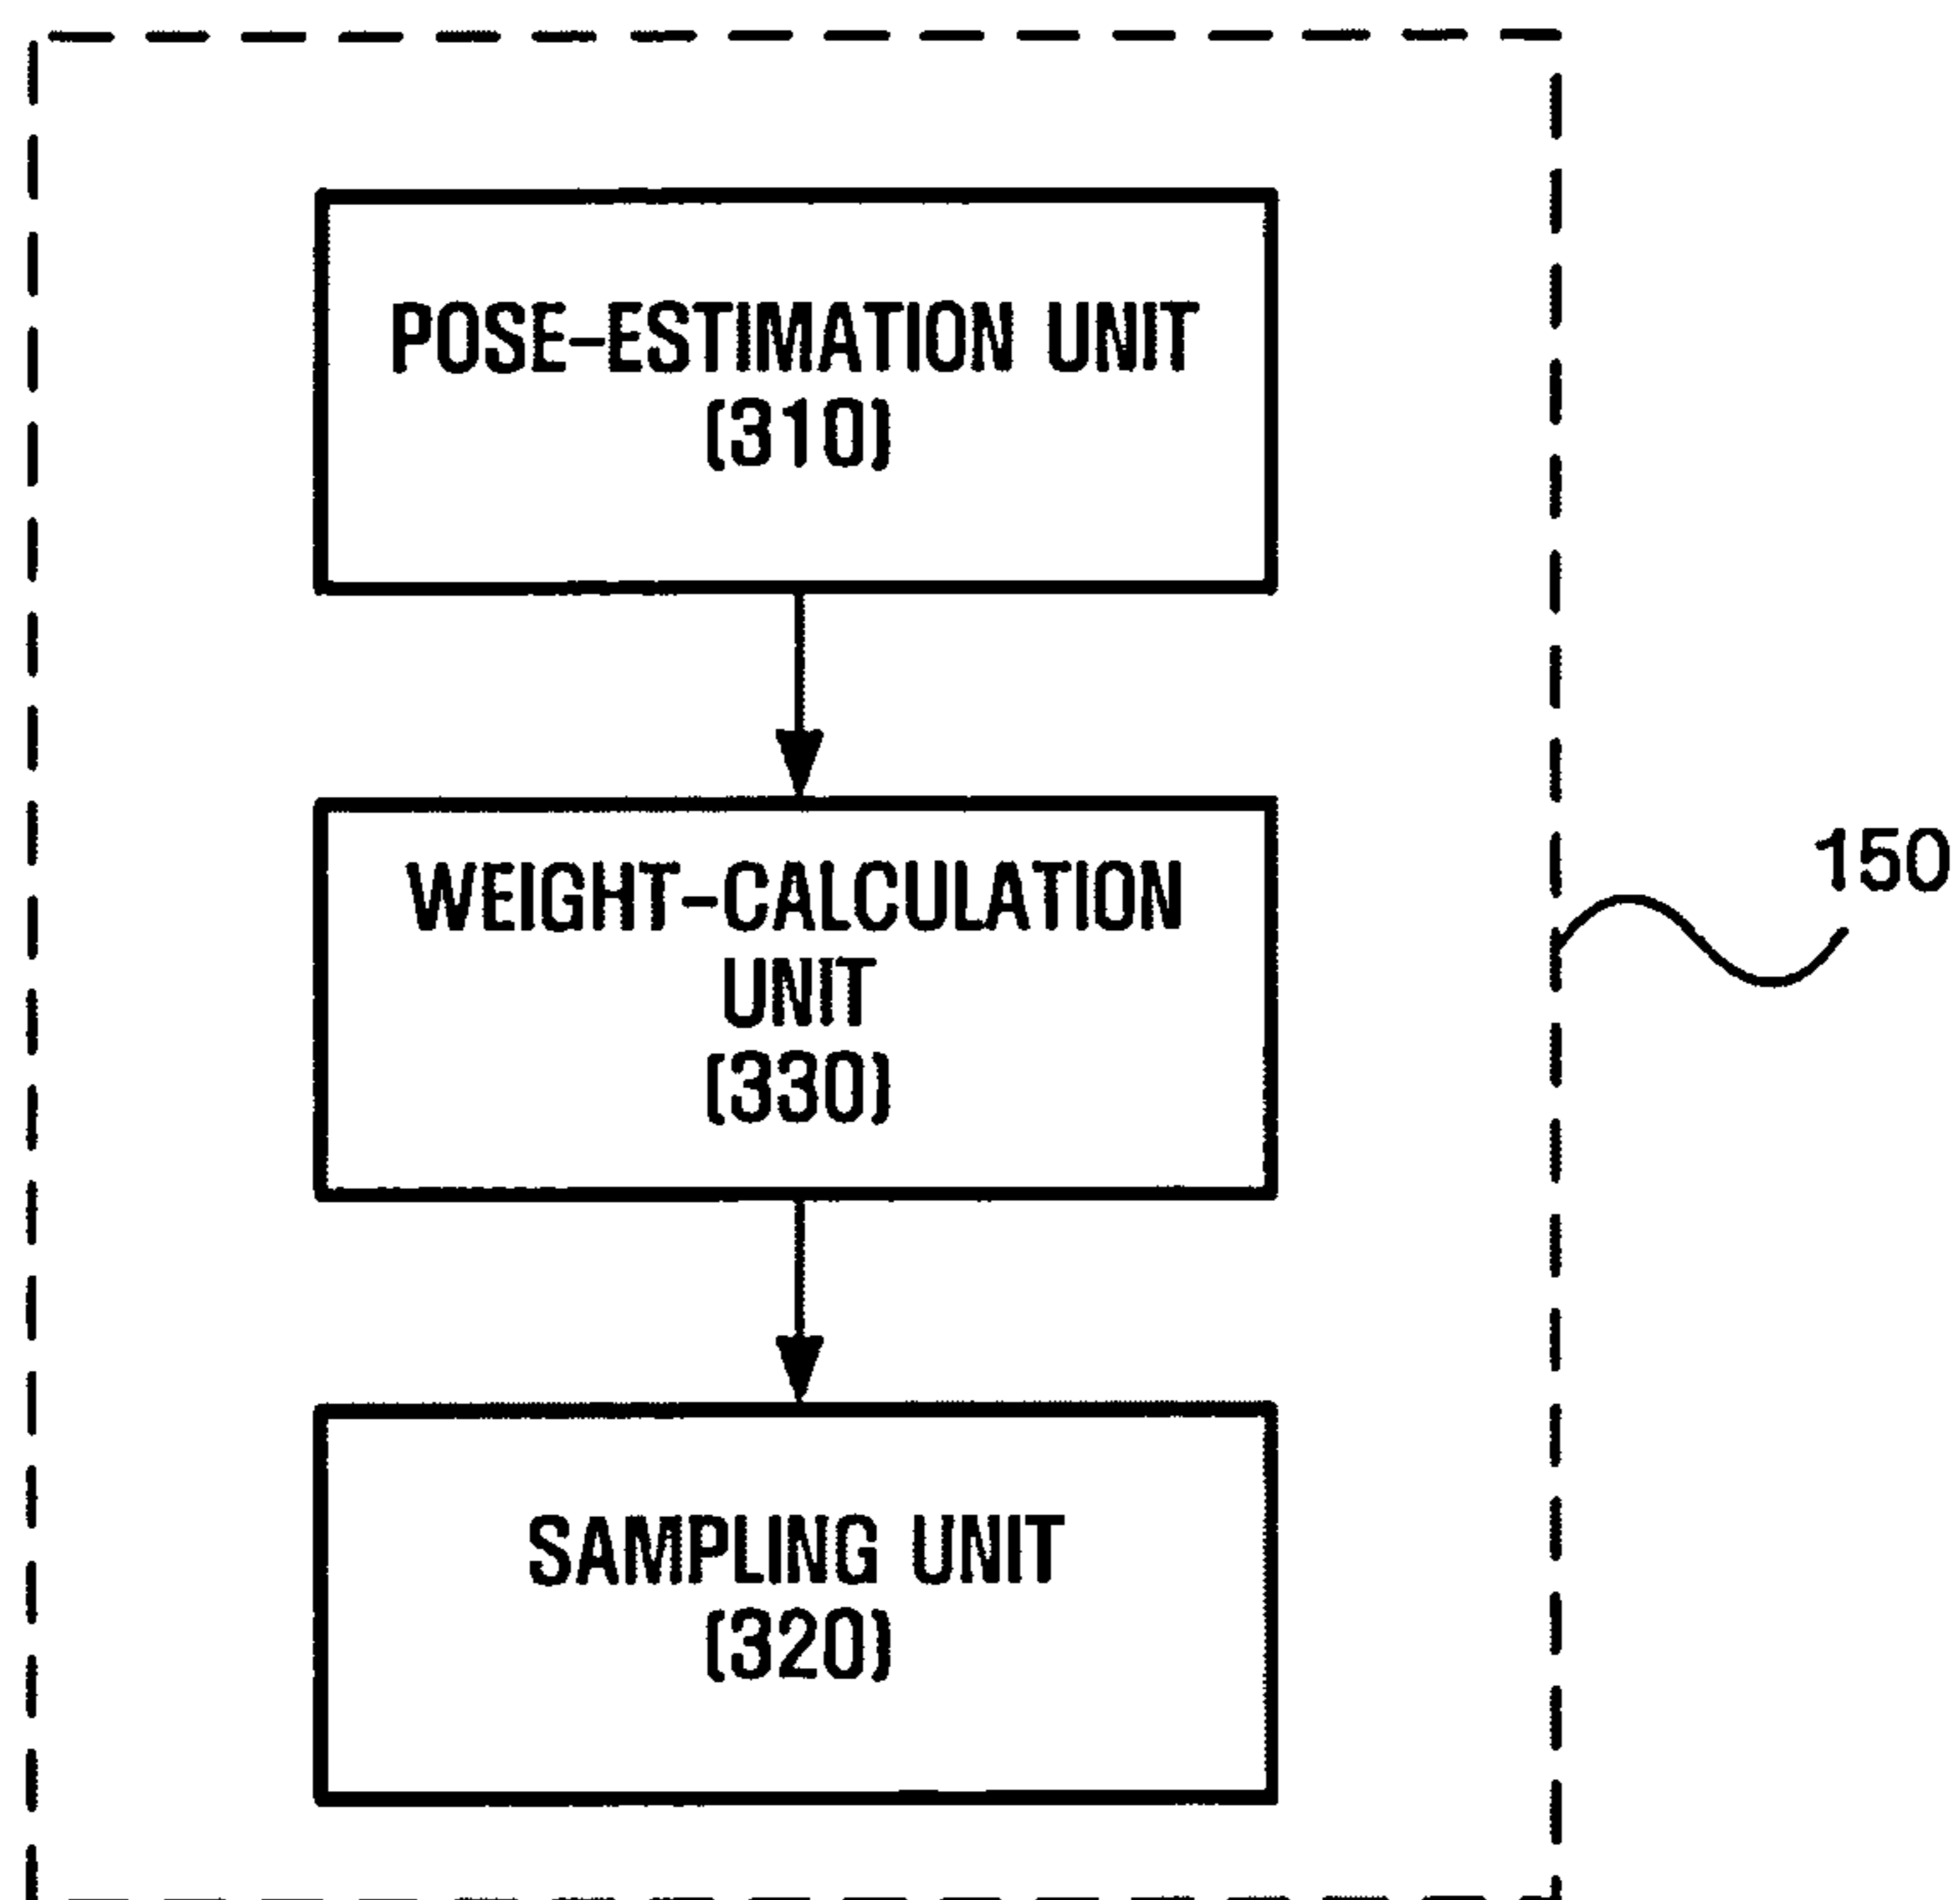 POSE-ESTIMATION UNIT
(310)
WEIGHT-CALCULATION
UNIT
(330)
150
SAMPLING UNIT
(320)